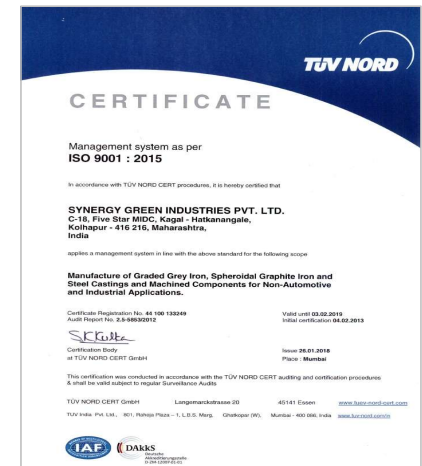 TÜV NORD
CERTIFICATE
Management system as per
ISO 9001 : 2015
In accordance with TÜV NORD CERT procedures, it is hereby certified that
SYNERGY GREEN INDUSTRIES PVT. LTD.
C-18, Five Star MIDC, Kagal - Hatkanangale,
Kolhapur - 416 216, Maharashtra,
India
applies a management system in line with the above standard for the following scope
Manufacture of Graded Grey Iron, Spheroidal Graphite Iron and
Steel Castings and Machined Components for Non-Automotive
and Industrial Applications.
Certificate Registration No. 44 100 133249 Valid until 03.02.2019
Audit Report No. 2.5-5853/2012 Initial certification 04.02.2013
Certification Body Issue 26.01.2018
at TÜV NORD CERT GmbH Place : Mumbai
This certification was conducted in accordance with the TÜV NORD CERT auditing and certification procedures
& shall be valid subject to regular Surveillance Audits
TÜV NORD CERT GmbH Langemarckstrasse 20 45141 Essen www.tuev-nord-cert.com
TUV India. Pvt. Ltd., 801, Raheja Plaza – 1, L.B.S. Marg, Ghatkopar (W), Mumbai - 400 086, India www.tuv-nord.com/in
IAF DAkkS
Deutsche
Akkreditierungsstelle
D-ZM-12007-01-01